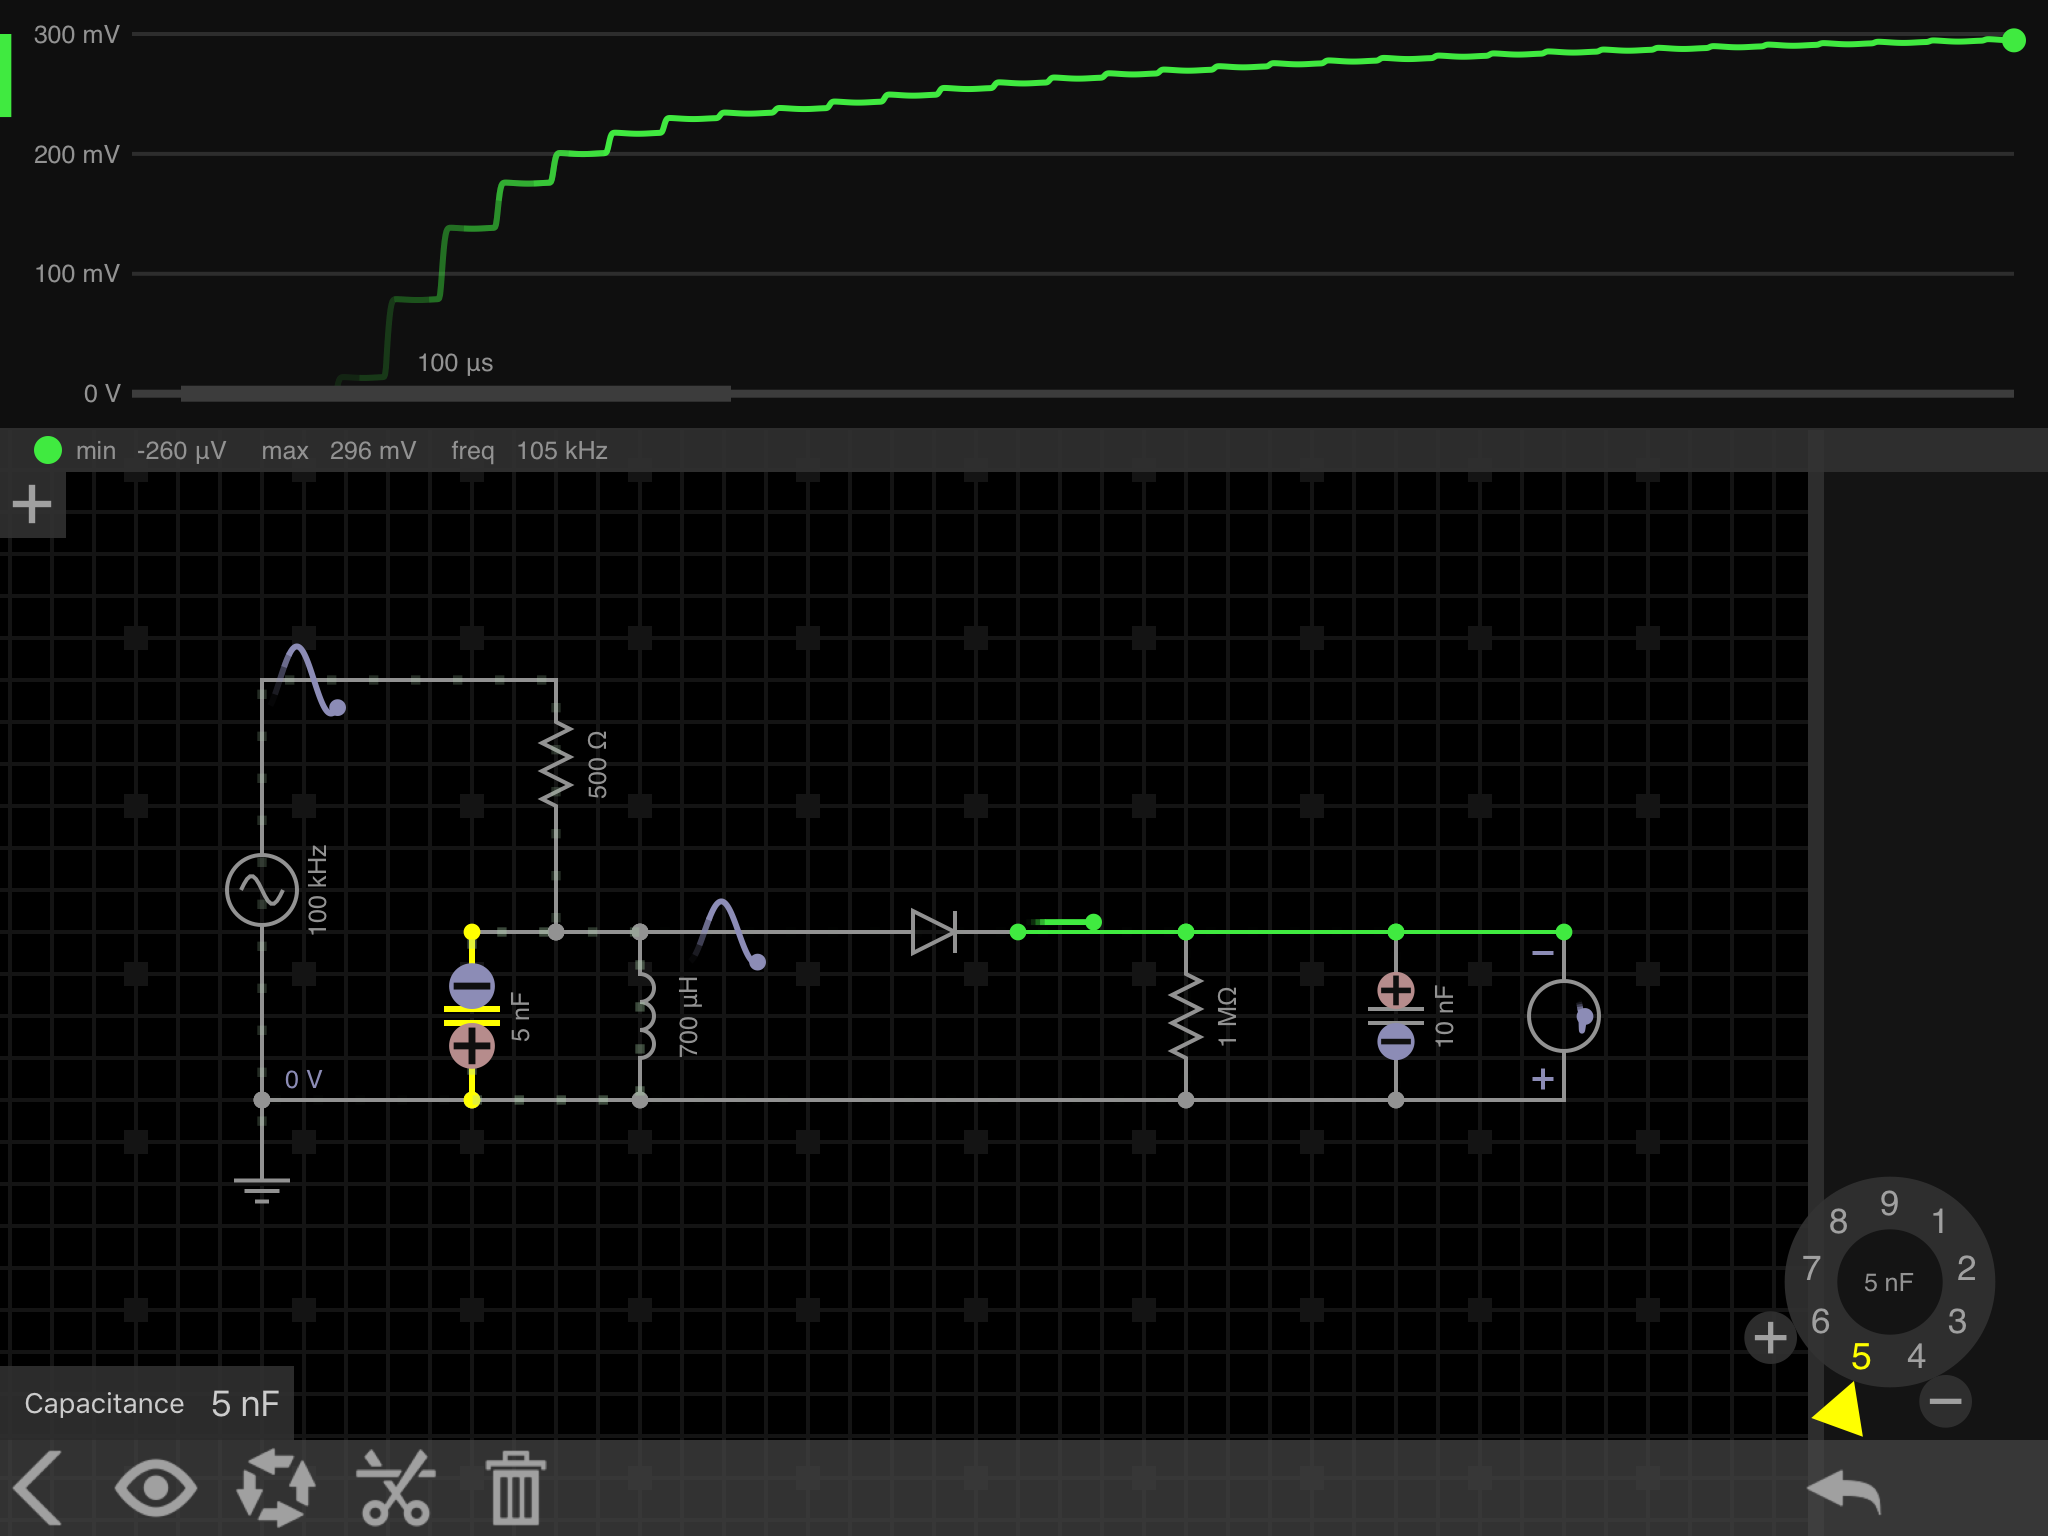 300 mV
200 mV
100 mV
100 µs
0 V
min -260 µV max 296 mV freq 105 kHz
500 Ω
100 kHz
5 nF
700 µH
1 MΩ
10 nF
0 V
9
8 1
7 5 nF 2
6 3
5 4
Capacitance 5 nF